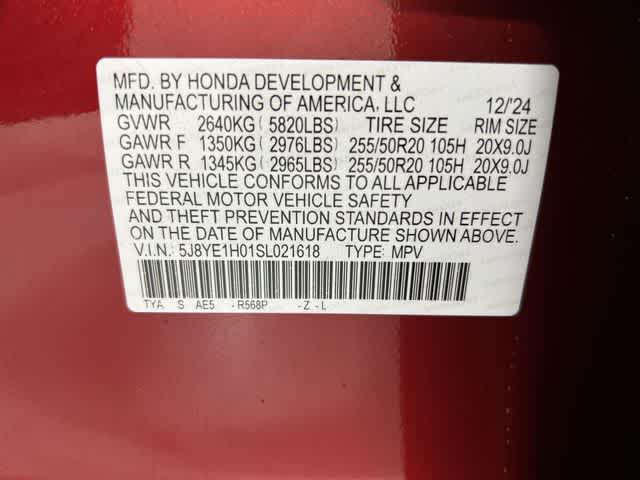 MFD. BY HONDA DEVELOPMENT &
MANUFACTURING OF AMERICA, LLC 12/'24
GVWR 2640KG ( 5820LBS) TIRE SIZE RIM SIZE
GAWR F 1350KG ( 2976LBS) 255/50R20 105H 20X9.0J
GAWR R 1345KG ( 2965LBS) 255/50R20 105H 20X9.0J
THIS VEHICLE CONFORMS TO ALL APPLICABLE
FEDERAL MOTOR VEHICLE SAFETY
AND THEFT PREVENTION STANDARDS IN EFFECT
ON THE DATE OF MANUFACTURE SHOWN ABOVE.
V.I.N.: 5J8YE1H01SL021618 TYPE: MPV
TYA S AE5 - R568P - Z - L